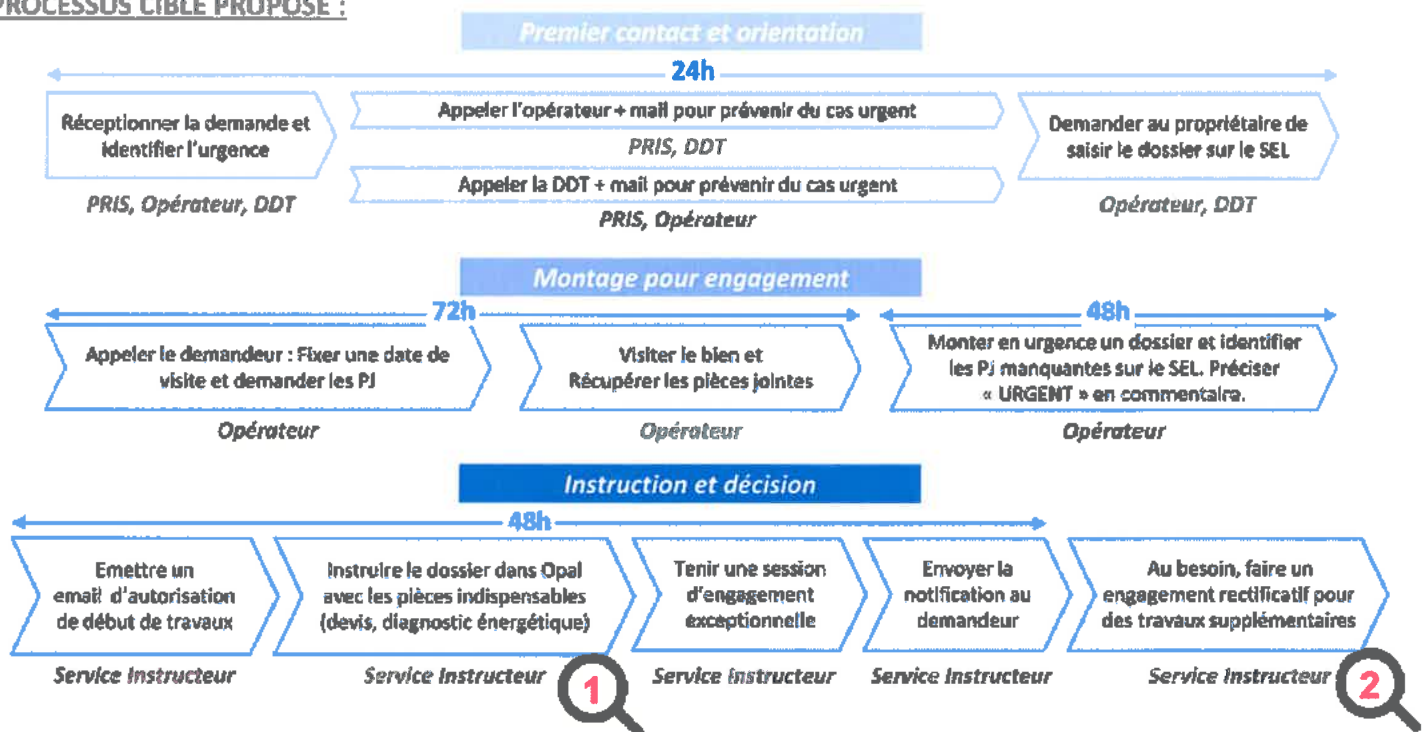 PROCESSUS CIBLE PROPOSE :
Premier contact et orientation
24h
Réceptionner la demande et
identifier l'urgence
PRIS, Opérateur, DDT
Appeler l'opérateur + mail pour prévenir du cas urgent
PRIS, DDT
Appeler la DDT + mail pour prévenir du cas urgent
PRIS, Opérateur
Demander au propriétaire de
saisir le dossier sur le SEL
Opérateur, DDT
Montage pour engagement
72h
48h
Appeler le demandeur : Fixer une date de
visite et demander les PJ
Opérateur
Visiter le bien et
Récupérer les pièces jointes
Opérateur
Monter en urgence un dossier et identifier
les PJ manquantes sur le SEL. Préciser
« URGENT » en commentaire.
Opérateur
Instruction et décision
48h
Emettre un
email d'autorisation
de début de travaux
Service Instructeur
Instruire le dossier dans Opal
avec les pièces indispensables
(devis, diagnostic énergétique)
Service Instructeur
1
Tenir une session
d'engagement
exceptionnelle
Service Instructeur
Envoyer la
notification au
demandeur
Service Instructeur
Au besoin, faire un
engagement rectificatif pour
des travaux supplémentaires
Service Instructeur
2